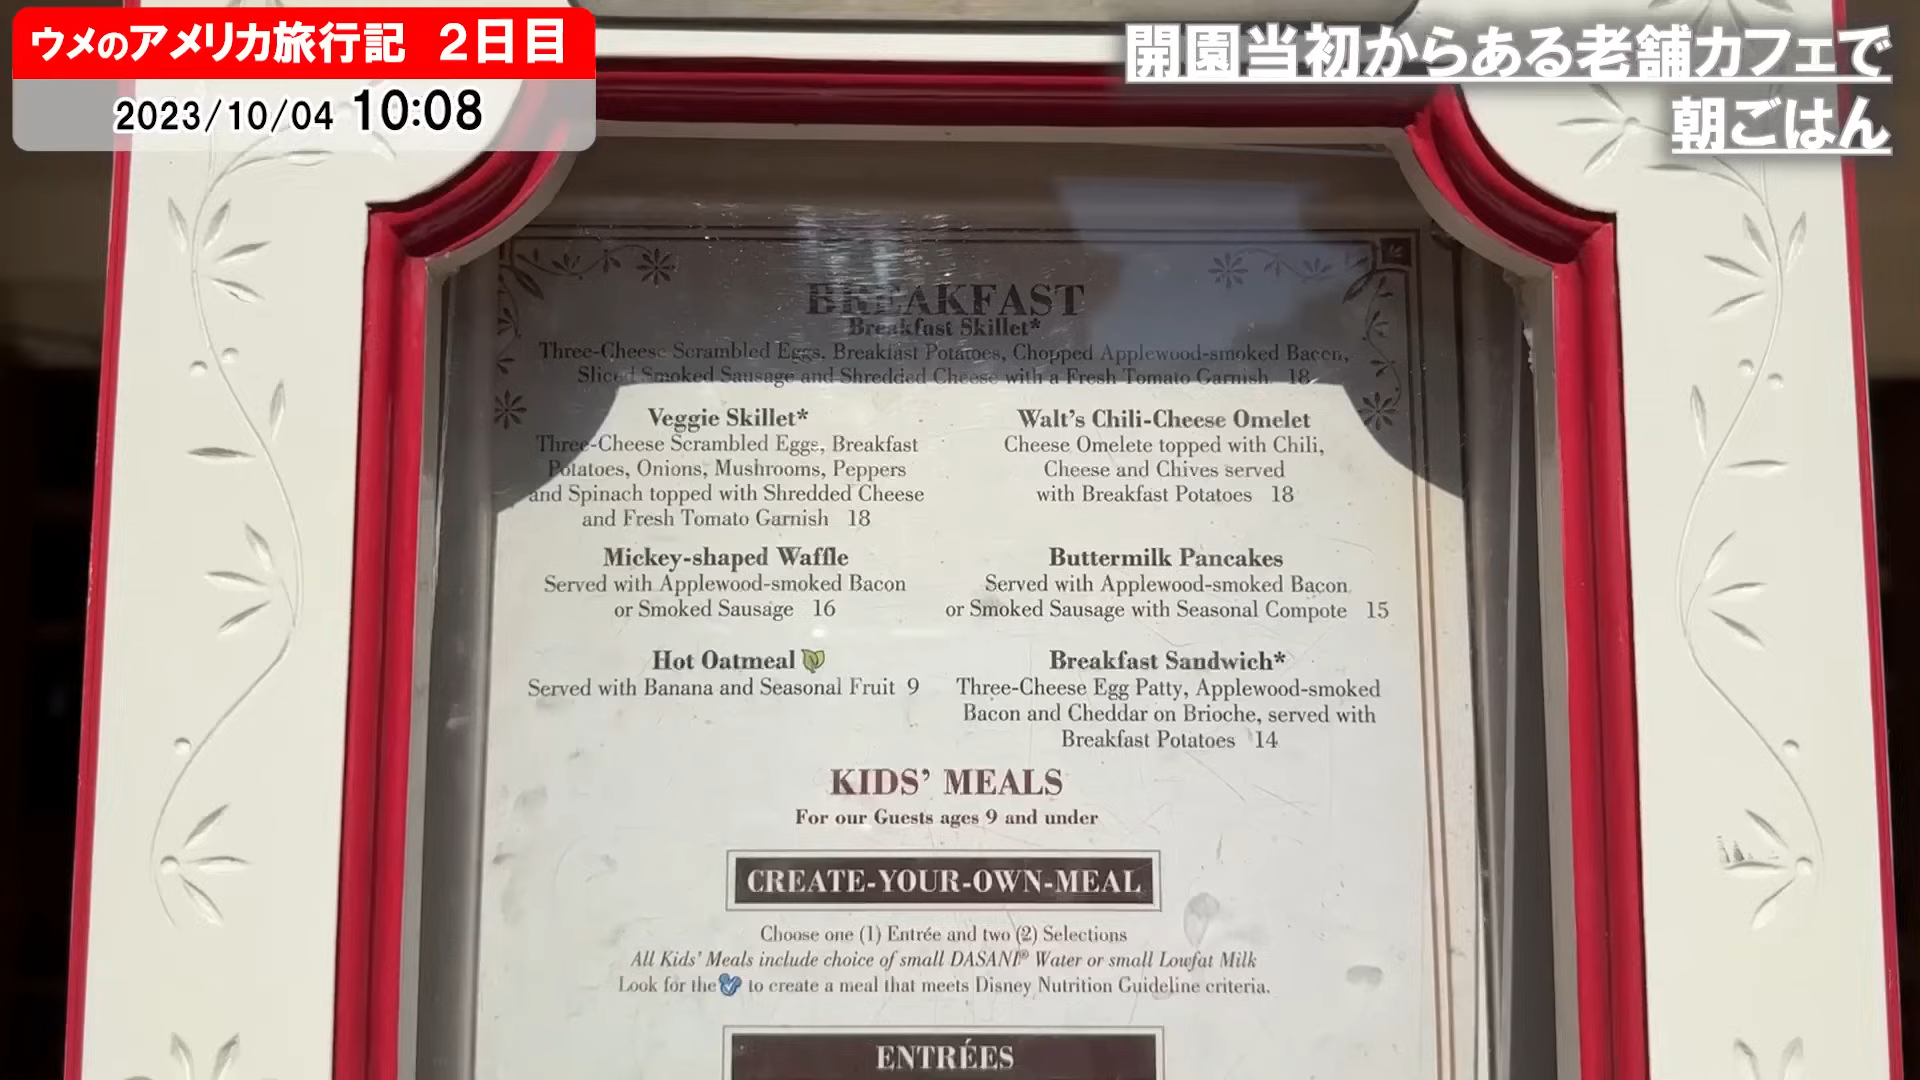 ウメのアメリカ旅行記 2日目
2023/10/04 10:08
開園当初からある老舗カフェで
朝ごはん
BREAKFAST
Breakfast Skillet*
Three-Cheese Scrambled Eggs, Breakfast Potatoes, Chopped Applewood-smoked Bacon,
Sliced Smoked Sausage and Shredded Cheese with a Fresh Tomato Garnish 18
Veggie Skillet*
Three-Cheese Scrambled Eggs, Breakfast
Potatoes, Onions, Mushrooms, Peppers
and Spinach topped with Shredded Cheese
and Fresh Tomato Garnish 18
Walt's Chili-Cheese Omelet
Cheese Omelete topped with Chili,
Cheese and Chives served
with Breakfast Potatoes 18
Mickey-shaped Waffle
Served with Applewood-smoked Bacon
or Smoked Sausage 16
Buttermilk Pancakes
Served with Applewood-smoked Bacon
or Smoked Sausage with Seasonal Compote 15
Hot Oatmeal
Served with Banana and Seasonal Fruit 9
Breakfast Sandwich*
Three-Cheese Egg Patty, Applewood-smoked
Bacon and Cheddar on Brioche, served with
Breakfast Potatoes 14
KIDS' MEALS
For our Guests ages 9 and under
CREATE-YOUR-OWN-MEAL
Choose one (1) Entrée and two (2) Selections
All Kids' Meals include choice of small DASANI® Water or small Lowfat Milk
Look for the to create a meal that meets Disney Nutrition Guideline criteria.
ENTRÉES